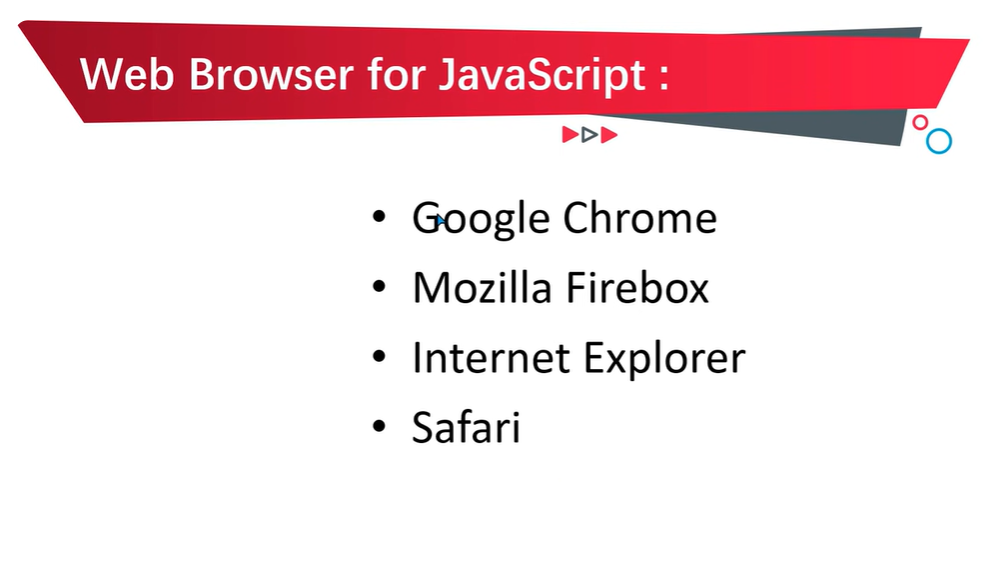 Web Browser for JavaScript :
• Google Chrome
• Mozilla Firebox
• Internet Explorer
• Safari